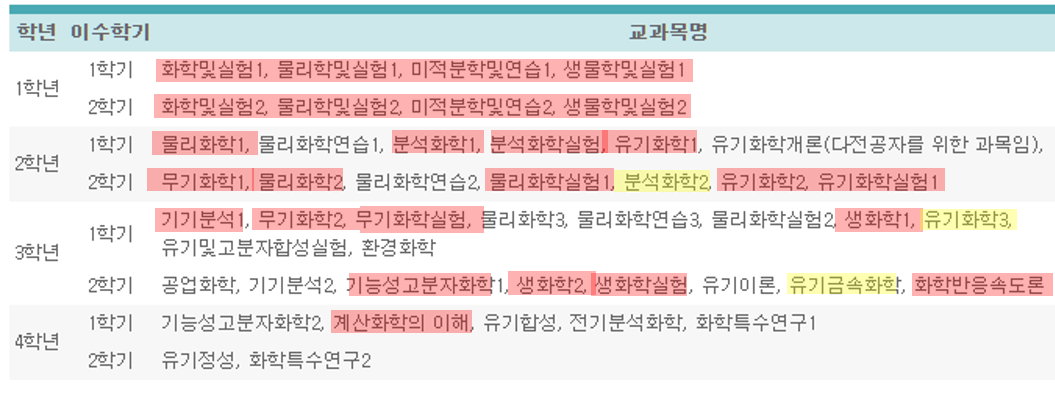 학년 이수학기 교과목명
1학년 1학기 화학및실험1, 물리학및실험1, 미적분학및연습1, 생물학및실험1
2학기 화학및실험2, 물리학및실험2, 미적분학및연습2, 생물학및실험2
2학년 1학기 물리화학1, 물리화학연습1, 분석화학1, 분석화학실험, 유기화학1, 유기화학개론(다전공자를 위한 과목임),
2학기 무기화학1, 물리화학2, 물리화학연습2, 물리화학실험1, 분석화학2, 유기화학2, 유기화학실험1
3학년 1학기 기기분석1, 무기화학2, 무기화학실험, 물리화학3, 물리화학연습3, 물리화학실험2, 생화학1, 유기화학3,
유기및고분자합성실험, 환경화학
2학기 공업화학, 기기분석2, 기능성고분자화학1, 생화학2, 생화학실험, 유기이론, 유기금속화학, 화학반응속도론
4학년 1학기 기능성고분자화학2, 계산화학의 이해, 유기합성, 전기분석화학, 화학특수연구1
2학기 유기정성, 화학특수연구2